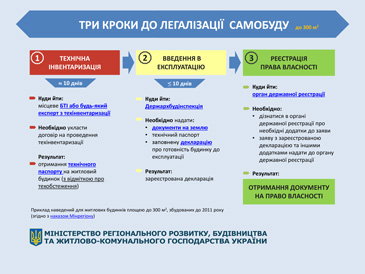 ТРИ КРОКИ ДО ЛЕГАЛІЗАЦІЇ САМОБУДУ до 300 м²
1 ТЕХНІЧНА
ІНВЕНТАРИЗАЦІЯ
≈ 10 днів
Куди йти:
місцеве БТІ або будь-який
експерт з техінвентаризації
Необхідно укласти
договір на проведення
техінвентаризації
Результат:
отримання технічного
паспорту на житловий
будинок (з відміткою про
техобстеження)
2 ВВЕДЕННЯ В
ЕКСПЛУАТАЦІЮ
≤ 10 днів
Куди йти:
Держархбудінспекція
Необхідно надати:
• документи на землю
• технічний паспорт
• заповнену декларацію
про готовність будинку до
експлуатації
Результат:
зареєстрована декларація
3 РЕЄСТРАЦІЯ
ПРАВА ВЛАСНОСТІ
Куди йти:
орган державної реєстрації
Необхідно:
• дізнатися в органі
державної реєстрації про
необхідні додатки до заяви
• заяву з зареєстрованою
декларацією та іншими
додатками надати до органу
державної реєстрації
Результат:
ОТРИМАННЯ ДОКУМЕНТУ
НА ПРАВО ВЛАСНОСТІ
Приклад наведений для житлових будинків площею до 300 м², збудованих до 2011 року
(згідно з наказом Мінрегіону)
МІНІСТЕРСТВО РЕГІОНАЛЬНОГО РОЗВИТКУ, БУДІВНИЦТВА
ТА ЖИТЛОВО-КОМУНАЛЬНОГО ГОСПОДАРСТВА УКРАЇНИ